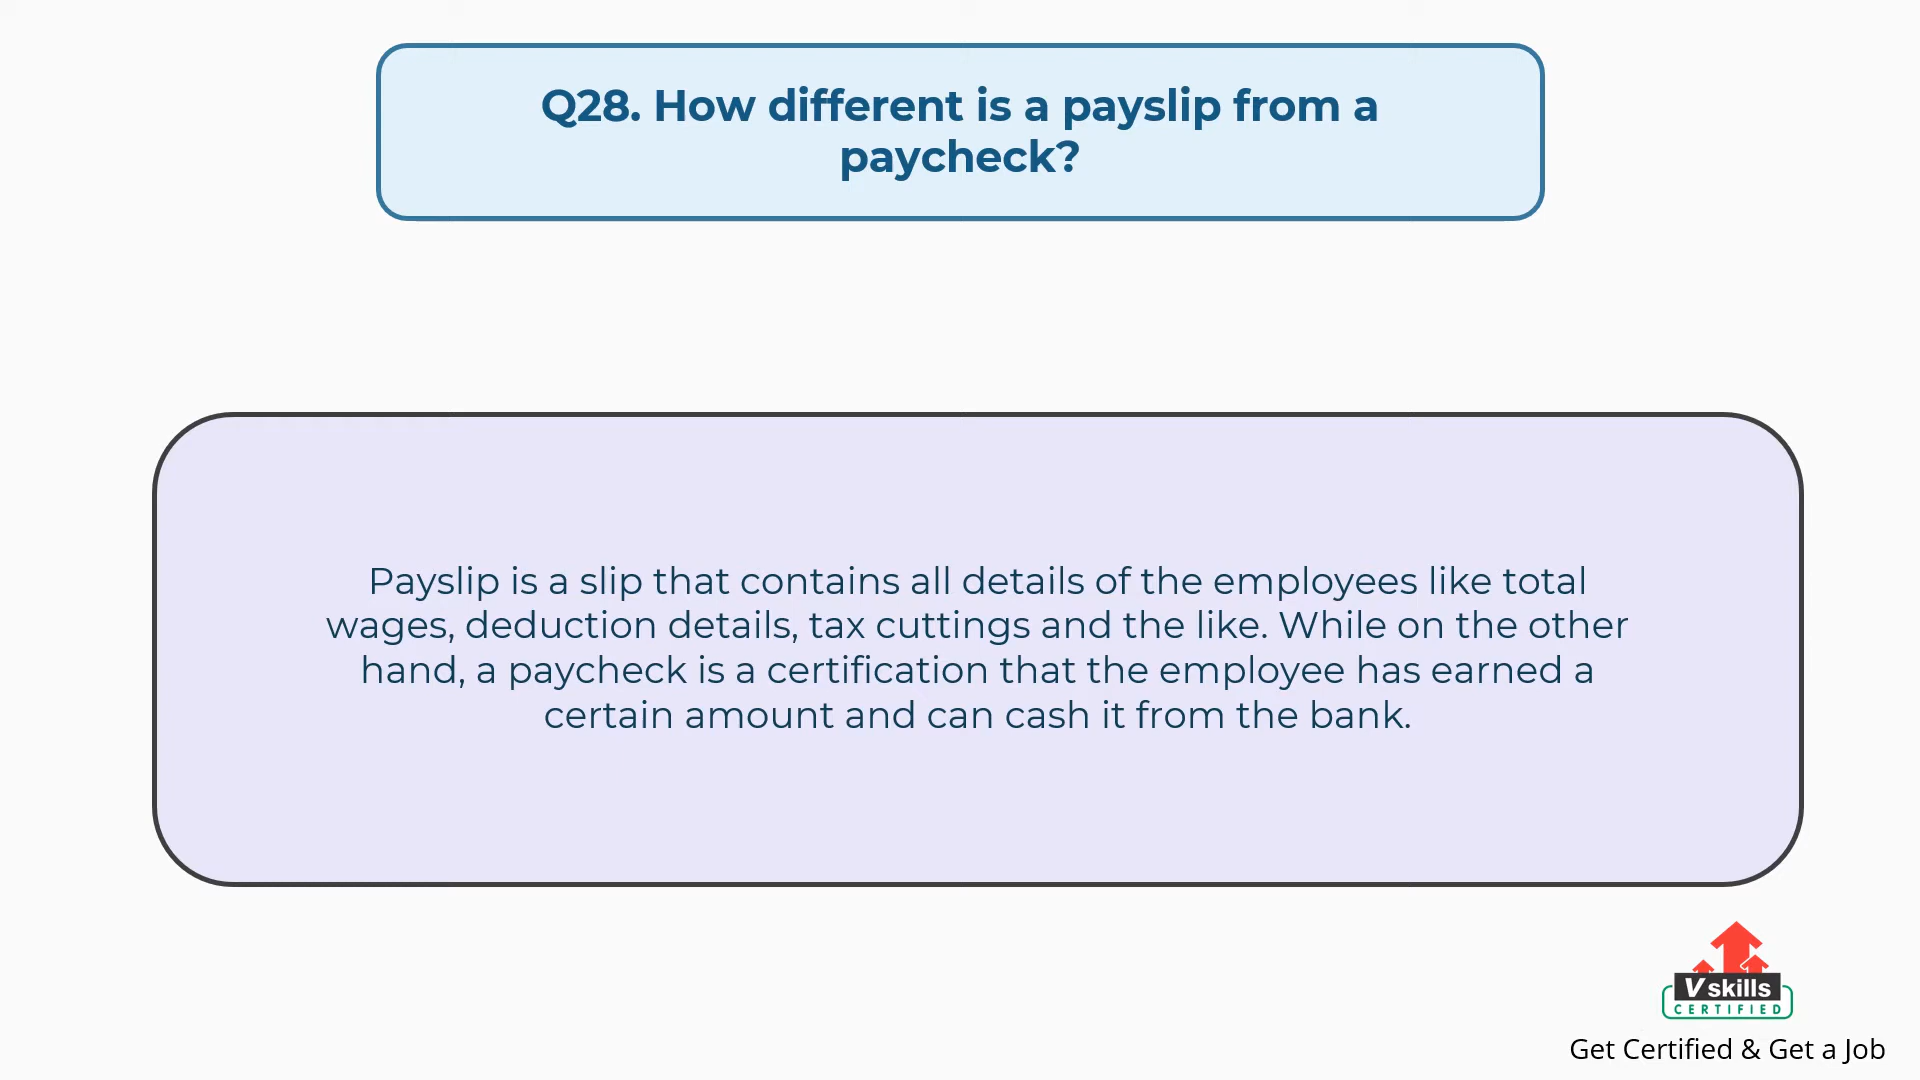 Q28. How different is a payslip from a
paycheck?
Payslip is a slip that contains all details of the employees like total
wages, deduction details, tax cuttings and the like. While on the other
hand, a paycheck is a certification that the employee has earned a
certain amount and can cash it from the bank.
Vskills
CERTIFIED
Get Certified & Get a Job